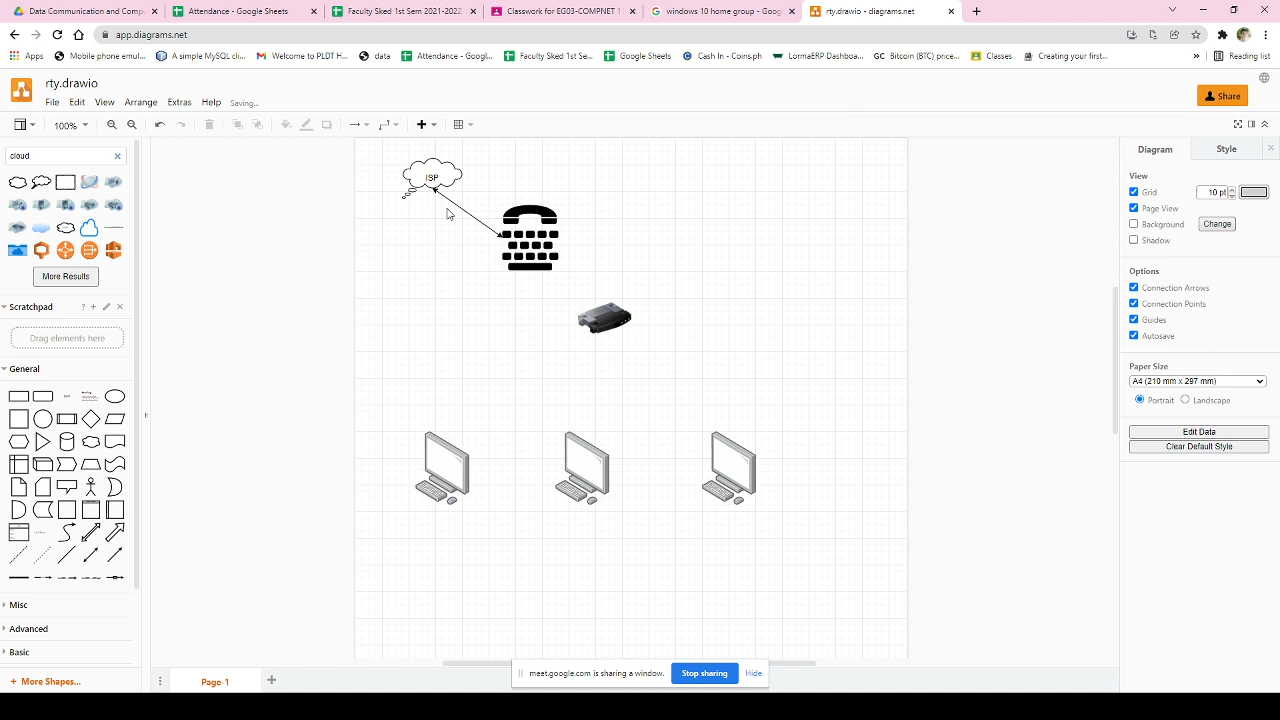 Data Communication and Comp
Attendance - Google Sheets
Faculty Sked 1st Sem 2021-2022
Classwork for EG03-COMPNET 1
windows 10 home group - Goog
rty.drawio - diagrams.net
app.diagrams.net
Apps
Mobile phone emul...
A simple MySQL cli...
Welcome to PLDT H...
data
Attendance - Googl...
Faculty Sked 1st Se...
Google Sheets
Cash In - Coins.ph
LormaERP Dashboa...
GC Bitcoin (BTC) price...
Classes
Creating your first...
»
Reading list
rty.drawio
File
Edit
View
Arrange
Extras
Help
Saving...
Share
100%
cloud
More Results
Scratchpad
Drag elements here
General
Misc
Advanced
Basic
+ More Shapes...
ISP
Diagram
Style
View
Grid
10 pt
Page View
Background
Change
Shadow
Options
Connection Arrows
Connection Points
Guides
Autosave
Paper Size
A4 (210 mm x 297 mm)
Portrait
Landscape
Edit Data
Clear Default Style
meet.google.com is sharing a window.
Stop sharing
Hide
Page-1